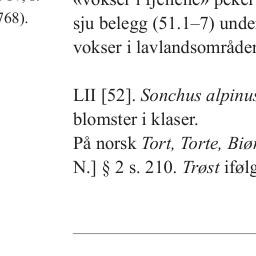 768).
«vokser i fjellene» peker
sju belegg (51.1–7) unde
vokser i lavlandsområder
LII [52]. Sonchus alpinus
blomster i klaser.
På norsk Tort, Torte, Biør
N.] § 2 s. 210. Trøst ifølg